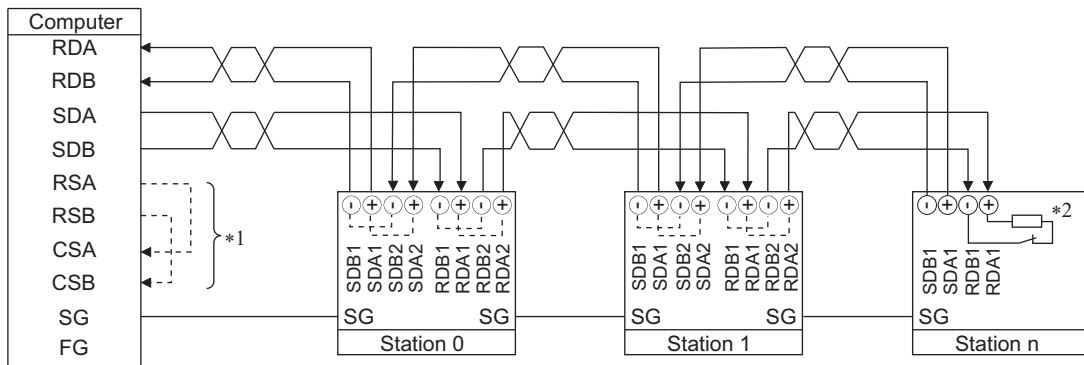 Computer
RDA
RDB
SDA
SDB
RSA
RSB
CSA
CSB
SG
FG
*1
- + - + - + - +
SDB1 SDA1 SDB2 SDA2 RDB1 RDA1 RDB2 RDA2
SG SG
Station 0
- + - + - + - +
SDB1 SDA1 SDB2 SDA2 RDB1 RDA1 RDB2 RDA2
SG SG
Station 1
- + - +
*2
SDB1 SDA1 RDB1 RDA1
SG
Station n